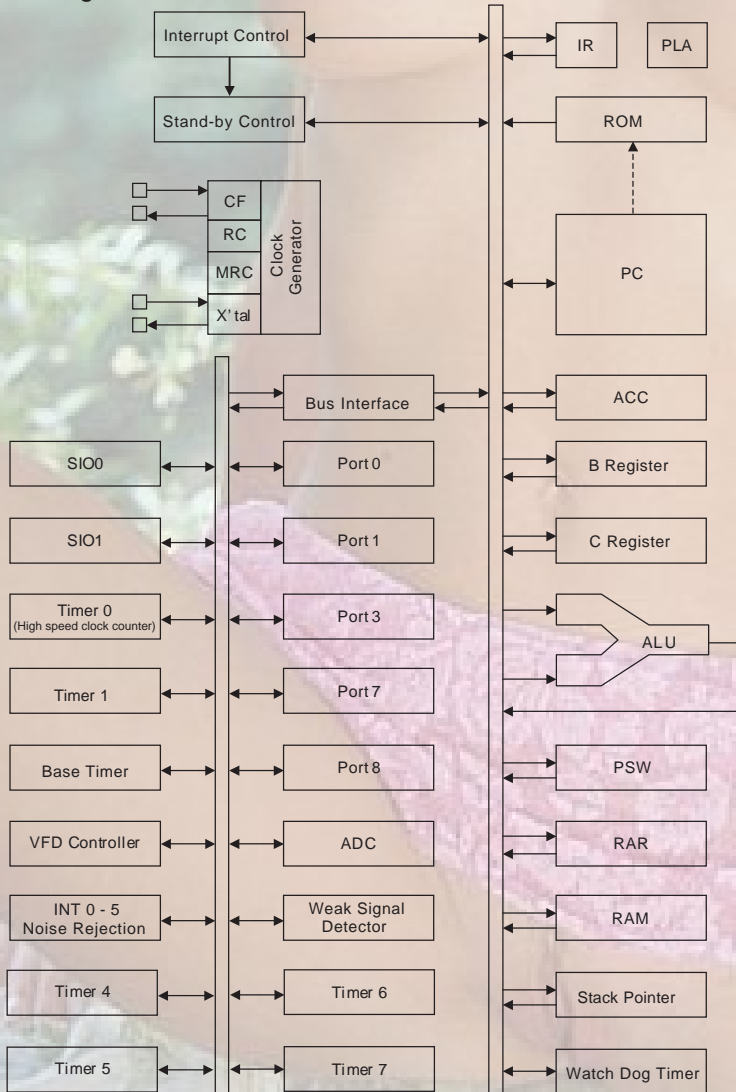 Interrupt Control
IR
PLA
Stand-by Control
ROM
CF
RC
MRC
X'tal
Clock
Generator
PC
Bus Interface
ACC
SIO0
Port 0
B Register
SIO1
Port 1
C Register
Timer 0
(High speed clock counter)
Port 3
ALU
Timer 1
Port 7
Base Timer
Port 8
PSW
VFD Controller
ADC
RAR
INT 0 - 5
Noise Rejection
Weak Signal
Detector
RAM
Timer 4
Timer 6
Stack Pointer
Timer 5
Timer 7
Watch Dog Timer